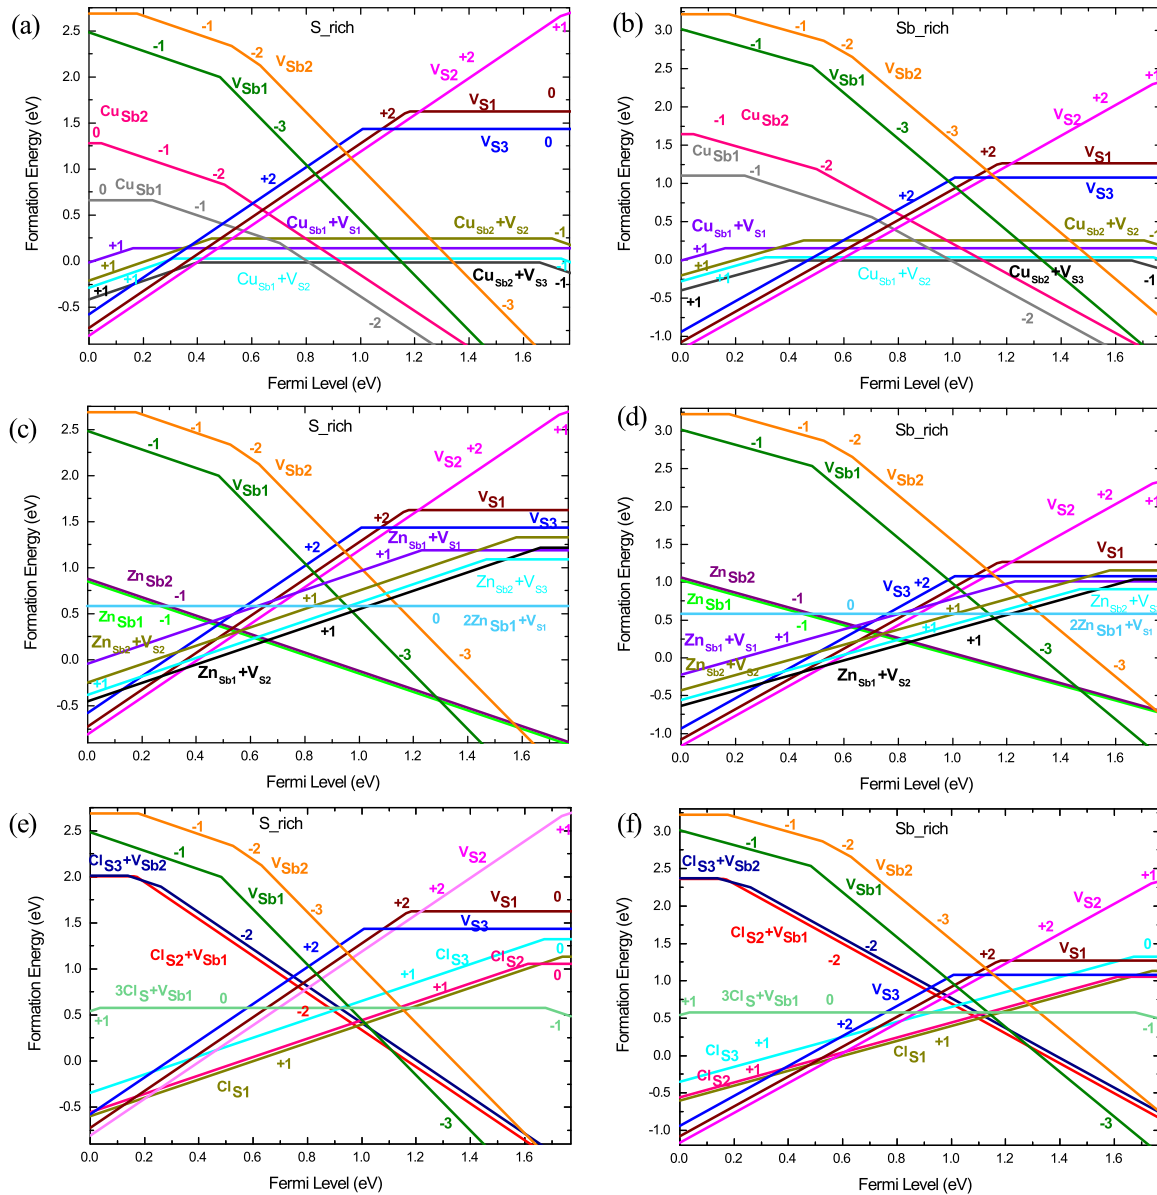 (a)
S_rich
Formation Energy (eV)
2.5
2.0
1.5
1.0
0.5
0.0
-0.5
-1
-2
V_Sb2
-1
V_Sb1
-3
+2
V_S2
+1
V_S1
0
+2
V_S3
0
Cu_Sb2
0
-1
-2
Cu_Sb1
0
-1
+2
Cu_Sb1+V_S1
Cu_Sb2+V_S2
-1
+1
+1
+1
+1
Cu_Sb1+V_S2
Cu_Sb2+V_S3
-1
-1
-2
-3
0.0 0.2 0.4 0.6 0.8 1.0 1.2 1.4 1.6
Fermi Level (eV)
(b)
Sb_rich
Formation Energy (eV)
3.0
2.5
2.0
1.5
1.0
0.5
0.0
-0.5
-1.0
-1
-2
V_Sb2
-1
V_Sb1
-3
-3
+2
V_S2
+1
-1
Cu_Sb2
-2
Cu_Sb1
-1
+2
+2
V_S1
V_S3
Cu_Sb1+V_S1
Cu_Sb2+V_S2
-1
+1
+1
+1
+1
Cu_Sb1+V_S2
Cu_Sb2+V_S3
-1
-2
0.0 0.2 0.4 0.6 0.8 1.0 1.2 1.4 1.6
Fermi Level (eV)
(c)
S_rich
Formation Energy (eV)
2.5
2.0
1.5
1.0
0.5
0.0
-0.5
-1
-2
V_Sb2
-1
V_Sb1
V_S2
+2
+1
V_S1
+2
V_S3
+2
Zn_Sb1+V_S1
+1
Zn_Sb2
-1
Zn_Sb1
-1
Zn_Sb2+V_S3
0
2Zn_Sb1+V_S1
Zn_Sb2+V_S2
+1
+1
Zn_Sb1+V_S2
-3
-3
0.0 0.2 0.4 0.6 0.8 1.0 1.2 1.4 1.6
Fermi Level (eV)
(d)
Sb_rich
Formation Energy (eV)
3.0
2.5
2.0
1.5
1.0
0.5
0.0
-0.5
-1.0
-1
-2
V_Sb2
-1
V_Sb1
V_S2
+2
+1
V_S1
Zn_Sb2
V_S3
+2
Zn_Sb1
-1
0
Zn_Sb2+V_S3
2Zn_Sb1+V_S1
+1
+1
+1
+1
Zn_Sb1+V_S1
Zn_Sb2+V_S2
Zn_Sb1+V_S2
-3
-3
0.0 0.2 0.4 0.6 0.8 1.0 1.2 1.4 1.6
Fermi Level (eV)
(e)
S_rich
Formation Energy (eV)
2.5
2.0
1.5
1.0
0.5
0.0
-0.5
-1
-2
V_Sb2
-1
V_Sb1
-3
Cl_S3+V_Sb2
V_S2
+1
+2
+2
V_S1
0
V_S3
-2
+2
Cl_S2+V_Sb1
Cl_S3
0
Cl_S2
0
+1
+1
3Cl_S+V_Sb1
0
-2
+1
-1
+1
Cl_S1
-3
0.0 0.2 0.4 0.6 0.8 1.0 1.2 1.4 1.6
Fermi Level (eV)
(f)
Sb_rich
Formation Energy (eV)
3.0
2.5
2.0
1.5
1.0
0.5
0.0
-0.5
-1.0
-1
-2
V_Sb2
-1
V_Sb1
-3
Cl_S3+V_Sb2
V_S2
+1
+2
Cl_S2+V_Sb1
-2
-2
+2
V_S1
0
V_S3
3Cl_S+V_Sb1
0
+1
-1
+2
+1
+1
Cl_S3
Cl_S2
+1
Cl_S1
-3
0.0 0.2 0.4 0.6 0.8 1.0 1.2 1.4 1.6
Fermi Level (eV)